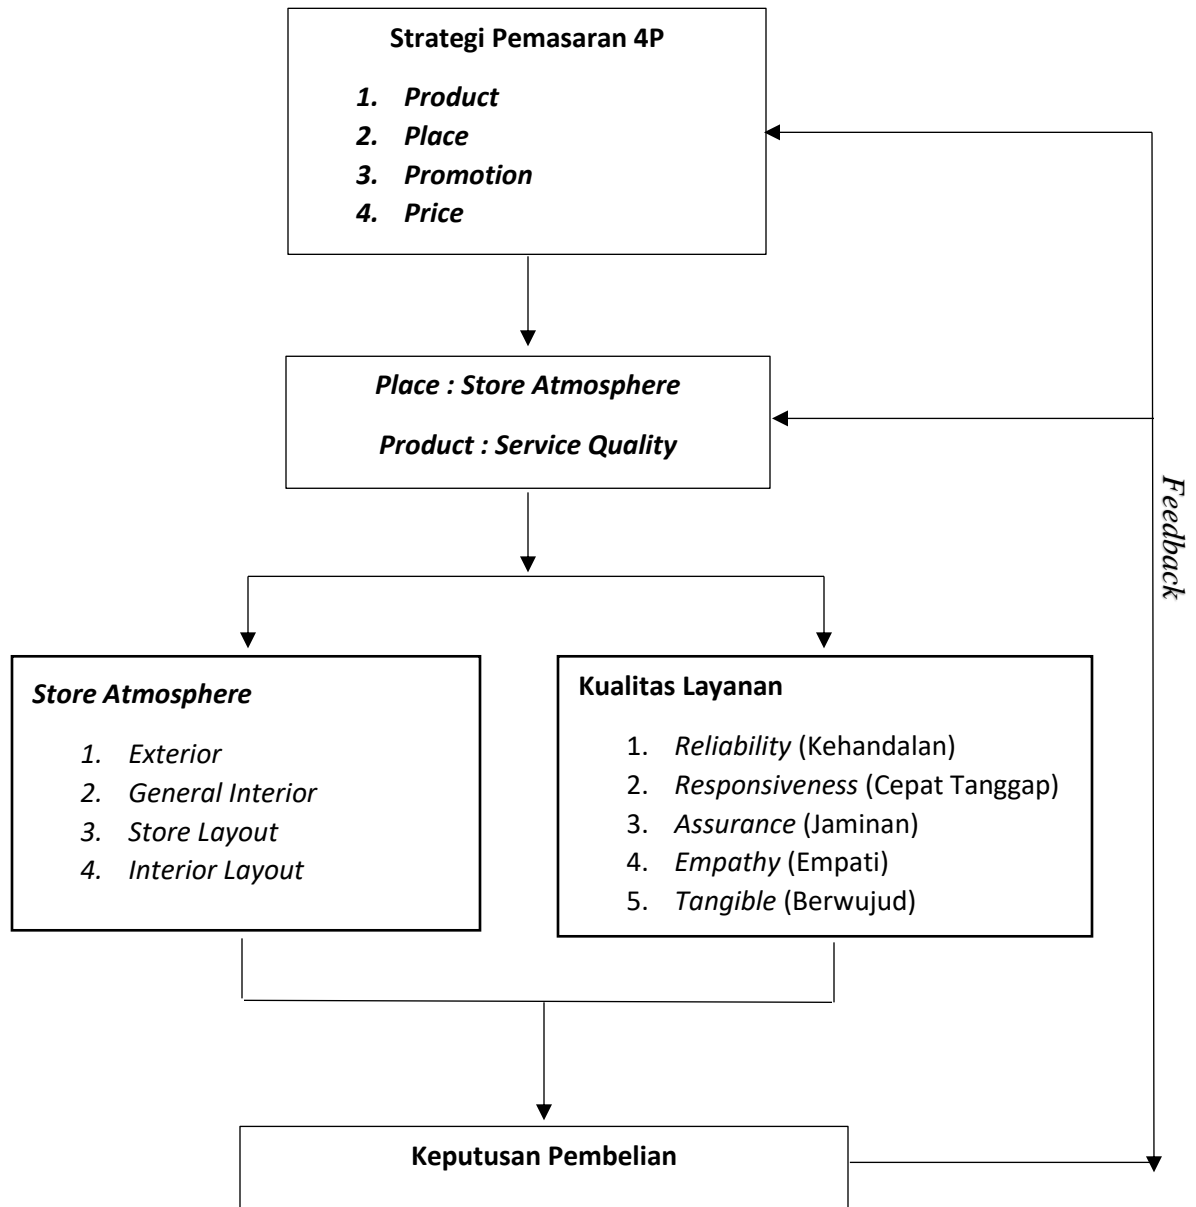 Strategi Pemasaran 4P
1. Product
2. Place
3. Promotion
4. Price
Place : Store Atmosphere
Product : Service Quality
Feedback
Store Atmosphere
1. Exterior
2. General Interior
3. Store Layout
4. Interior Layout
Kualitas Layanan
1. Reliability (Kehandalan)
2. Responsiveness (Cepat Tanggap)
3. Assurance (Jaminan)
4. Empathy (Empati)
5. Tangible (Berwujud)
Keputusan Pembelian